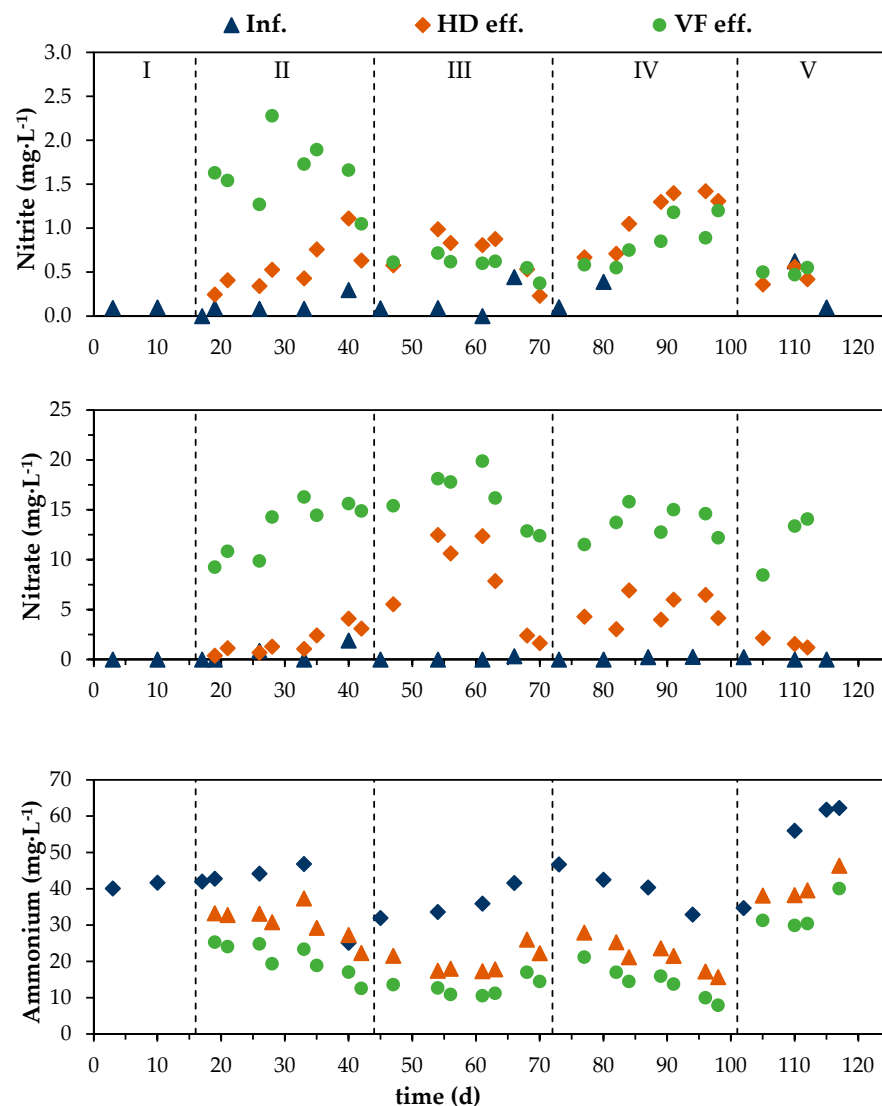 Inf. HD eff. VF eff.
I II III IV V
3.0
2.5
2.0
1.5
1.0
0.5
0.0
Nitrite (mg·L-1)
0 10 20 30 40 50 60 70 80 90 100 110 120
25
20
15
10
5
0
Nitrate (mg·L-1)
0 10 20 30 40 50 60 70 80 90 100 110 120
70
60
50
40
30
20
10
0
Ammonium (mg·L-1)
0 10 20 30 40 50 60 70 80 90 100 110 120
time (d)